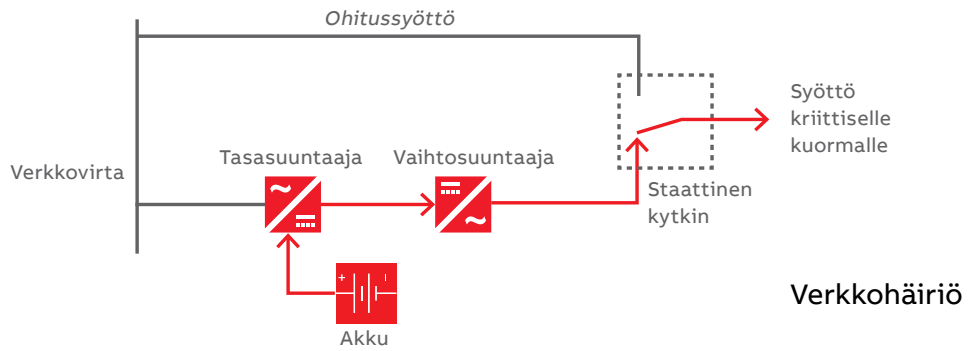 Ohitussyöttö
Syöttö
kriittiselle
kuormalle
Verkkovirta
Tasasuuntaaja
Vaihtosuuntaaja
Staattinen
kytkin
Akku
Verkkohäiriö